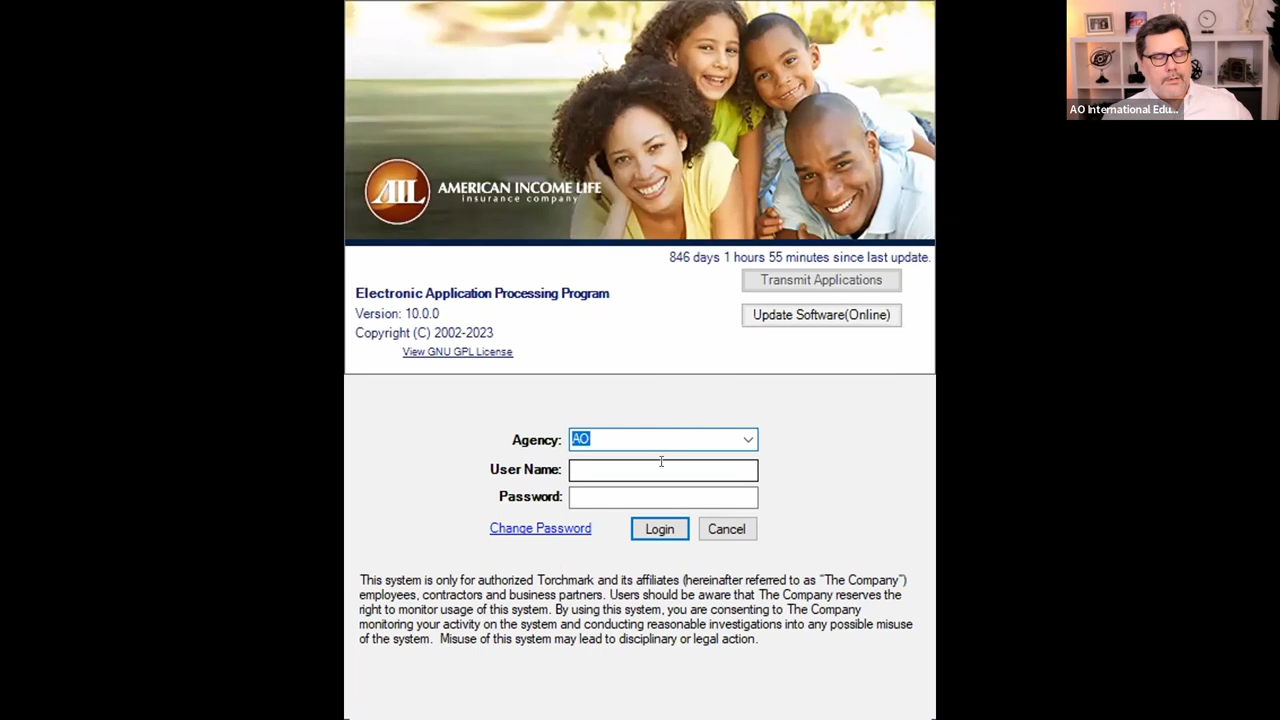 AO International Edu...
AIL
AMERICAN INCOME LIFE
insurance company
846 days 1 hours 55 minutes since last update.
Transmit Applications
Electronic Application Processing Program
Version: 10.0.0
Update Software(Online)
Copyright (C) 2002-2023
View GNU GPL License
Agency: AO
User Name:
Password:
Change Password
Login
Cancel
This system is only for authorized Torchmark and its affiliates (hereinafter referred to as "The Company")
employees, contractors and business partners. Users should be aware that The Company reserves the
right to monitor usage of this system. By using this system, you are consenting to The Company
monitoring your activity on the system and conducting reasonable investigations into any possible misuse
of the system. Misuse of this system may lead to disciplinary or legal action.